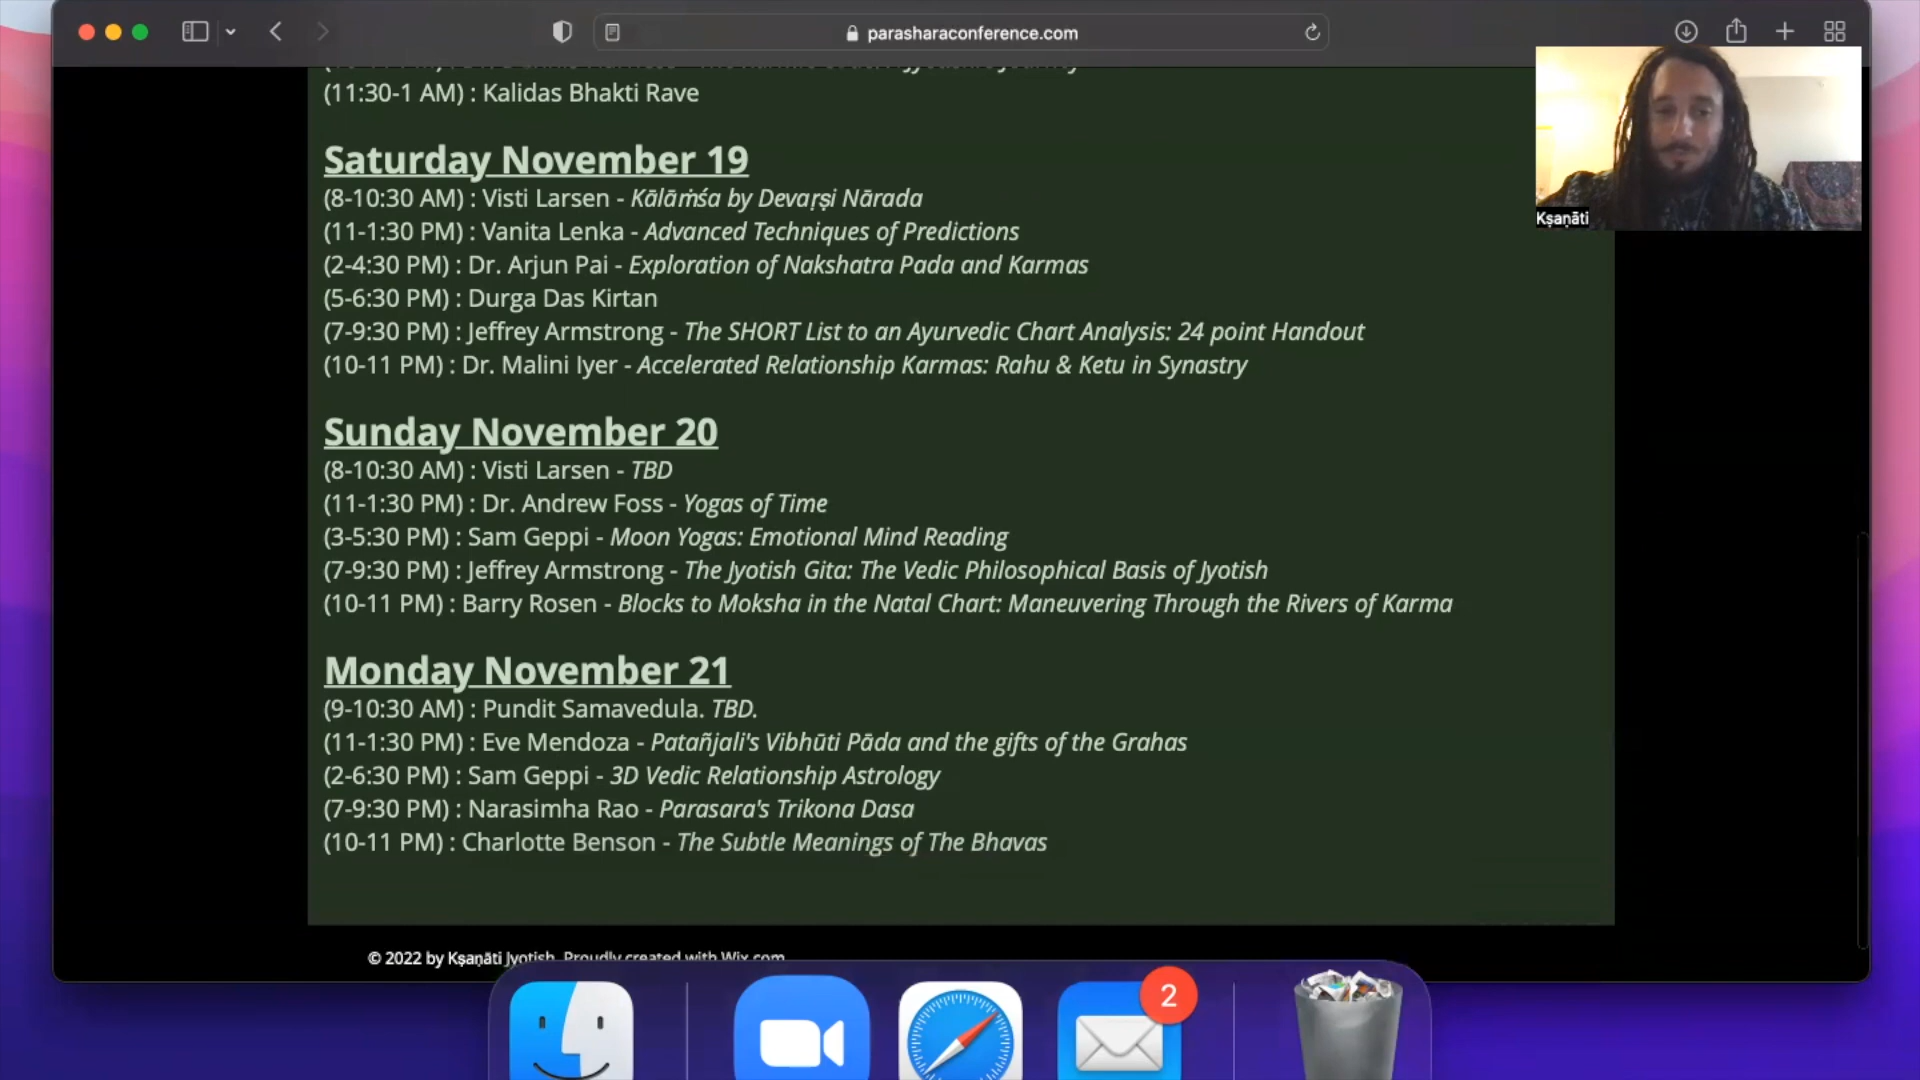 parasharaconference.com
(11:30-1 AM) : Kalidas Bhakti Rave
Kṣaṇāti
Saturday November 19
(8-10:30 AM) : Visti Larsen - Kālāṁśa by Devaṛṣi Nārada
(11-1:30 PM) : Vanita Lenka - Advanced Techniques of Predictions
(2-4:30 PM) : Dr. Arjun Pai - Exploration of Nakshatra Pada and Karmas
(5-6:30 PM) : Durga Das Kirtan
(7-9:30 PM) : Jeffrey Armstrong - The SHORT List to an Ayurvedic Chart Analysis: 24 point Handout
(10-11 PM) : Dr. Malini Iyer - Accelerated Relationship Karmas: Rahu & Ketu in Synastry
Sunday November 20
(8-10:30 AM) : Visti Larsen - TBD
(11-1:30 PM) : Dr. Andrew Foss - Yogas of Time
(3-5:30 PM) : Sam Geppi - Moon Yogas: Emotional Mind Reading
(7-9:30 PM) : Jeffrey Armstrong - The Jyotish Gita: The Vedic Philosophical Basis of Jyotish
(10-11 PM) : Barry Rosen - Blocks to Moksha in the Natal Chart: Maneuvering Through the Rivers of Karma
Monday November 21
(9-10:30 AM) : Pundit Samavedula. TBD.
(11-1:30 PM) : Eve Mendoza - Patañjali's Vibhūti Pāda and the gifts of the Grahas
(2-6:30 PM) : Sam Geppi - 3D Vedic Relationship Astrology
(7-9:30 PM) : Narasimha Rao - Parasara's Trikona Dasa
(10-11 PM) : Charlotte Benson - The Subtle Meanings of The Bhavas
© 2022 by Kṣaṇāti Jyotish. Proudly created with Wix.com
2